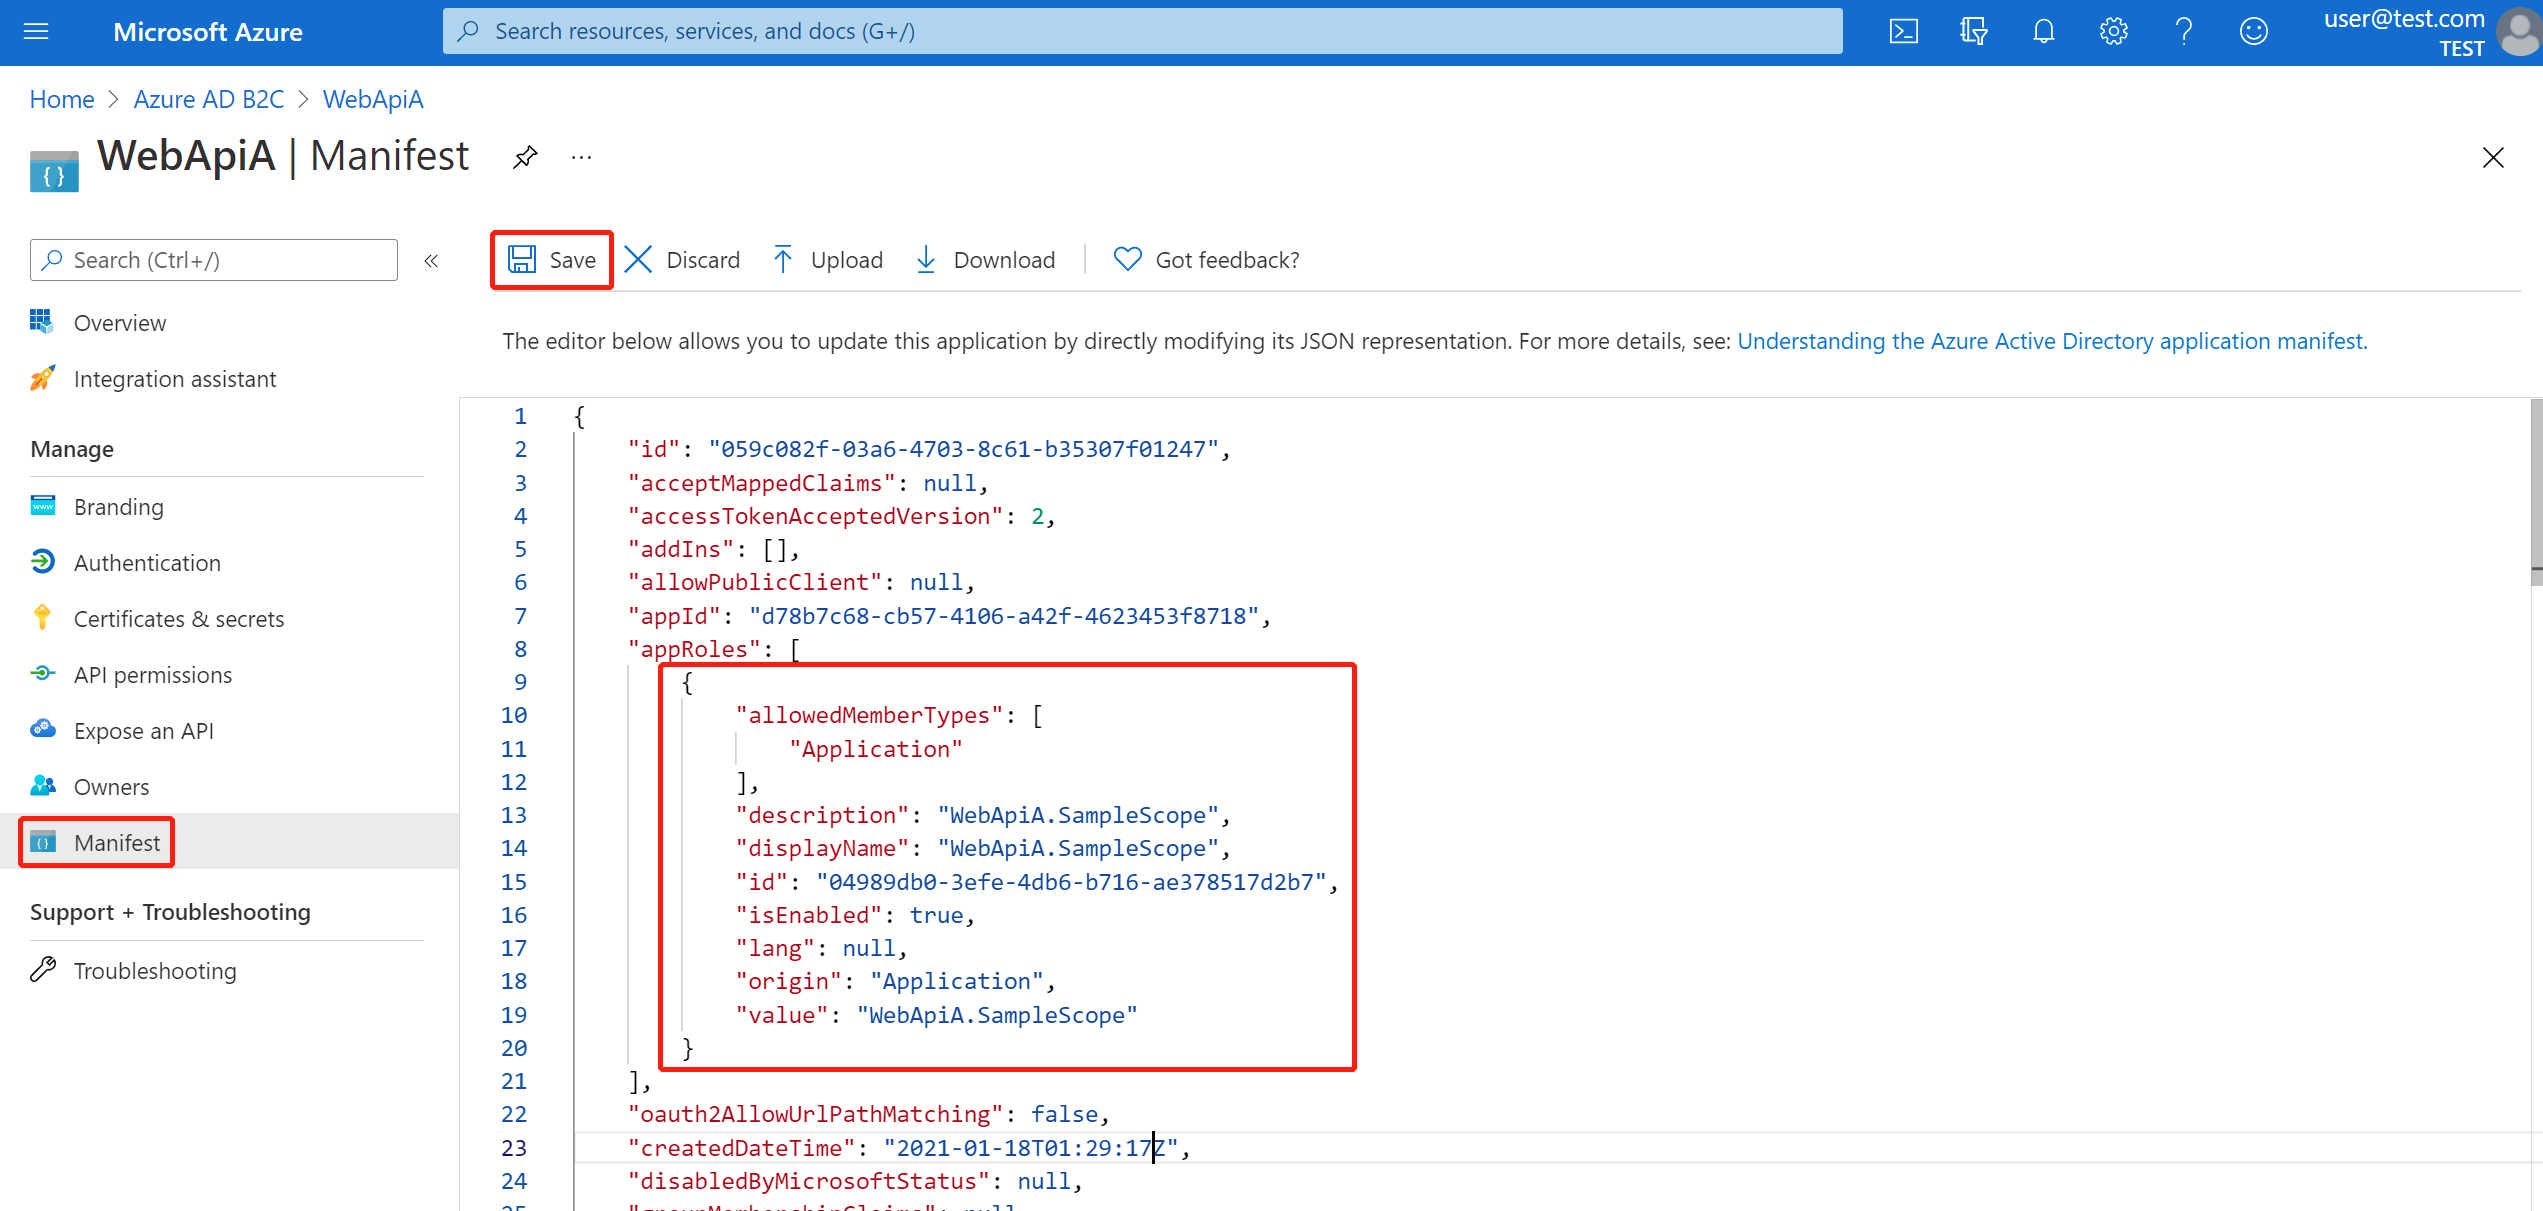 Microsoft Azure
Search resources, services, and docs (G+/)
user@test.com
TEST
Home > Azure AD B2C > WebApiA
WebApiA | Manifest
Search (Ctrl+/)
«
Overview
Integration assistant
Manage
Branding
Authentication
Certificates & secrets
API permissions
Expose an API
Owners
Manifest
Support + Troubleshooting
Troubleshooting
Save
Discard
Upload
Download
Got feedback?
The editor below allows you to update this application by directly modifying its JSON representation. For more details, see: Understanding the Azure Active Directory application manifest.
1 {
2 "id": "059c082f-03a6-4703-8c61-b35307f01247",
3 "acceptMappedClaims": null,
4 "accessTokenAcceptedVersion": 2,
5 "addIns": [],
6 "allowPublicClient": null,
7 "appId": "d78b7c68-cb57-4106-a42f-4623453f8718",
8 "appRoles": [
9 {
10 "allowedMemberTypes": [
11 "Application"
12 ],
13 "description": "WebApiA.SampleScope",
14 "displayName": "WebApiA.SampleScope",
15 "id": "04989db0-3efe-4db6-b716-ae378517d2b7",
16 "isEnabled": true,
17 "lang": null,
18 "origin": "Application",
19 "value": "WebApiA.SampleScope"
20 }
21 ],
22 "oauth2AllowUrlPathMatching": false,
23 "createdDateTime": "2021-01-18T01:29:17Z",
24 "disabledByMicrosoftStatus": null,